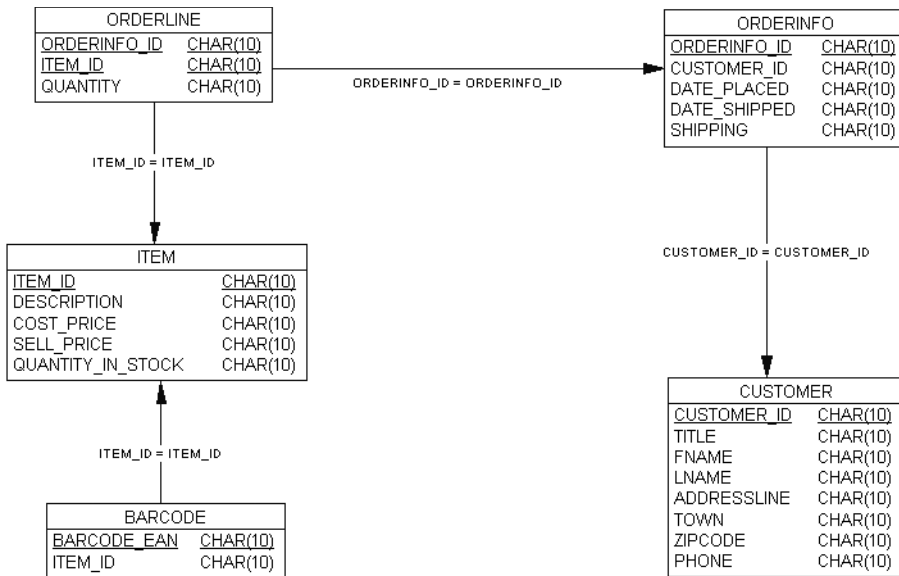 ORDERLINE
ORDERINFO_ID CHAR(10)
ITEM_ID CHAR(10)
QUANTITY CHAR(10)
ORDERINFO_ID = ORDERINFO_ID
ORDERINFO
ORDERINFO_ID CHAR(10)
CUSTOMER_ID CHAR(10)
DATE_PLACED CHAR(10)
DATE_SHIPPED CHAR(10)
SHIPPING CHAR(10)
ITEM_ID = ITEM_ID
CUSTOMER_ID = CUSTOMER_ID
ITEM
ITEM_ID CHAR(10)
DESCRIPTION CHAR(10)
COST_PRICE CHAR(10)
SELL_PRICE CHAR(10)
QUANTITY_IN_STOCK CHAR(10)
ITEM_ID = ITEM_ID
BARCODE
BARCODE_EAN CHAR(10)
ITEM_ID CHAR(10)
CUSTOMER
CUSTOMER_ID CHAR(10)
TITLE CHAR(10)
FNAME CHAR(10)
LNAME CHAR(10)
ADDRESSLINE CHAR(10)
TOWN CHAR(10)
ZIPCODE CHAR(10)
PHONE CHAR(10)